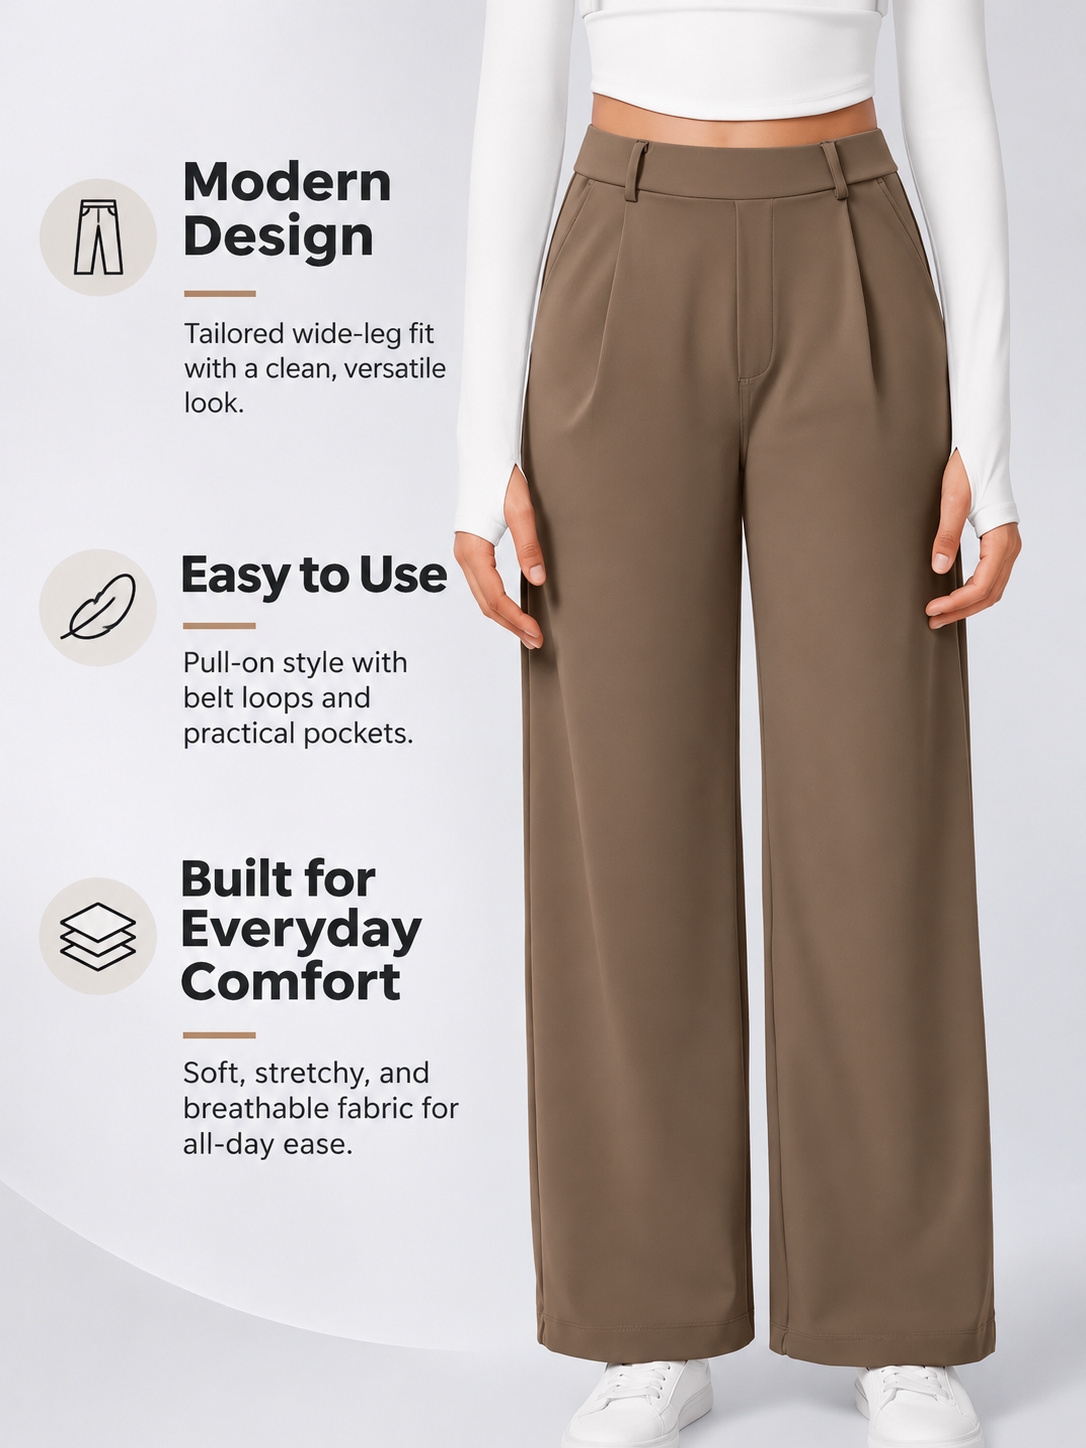 Modern
Design
Tailored wide-leg fit
with a clean, versatile
look.
Easy to Use
Pull-on style with
belt loops and
practical pockets.
Built for
Everyday
Comfort
Soft, stretchy, and
breathable fabric for
all-day ease.